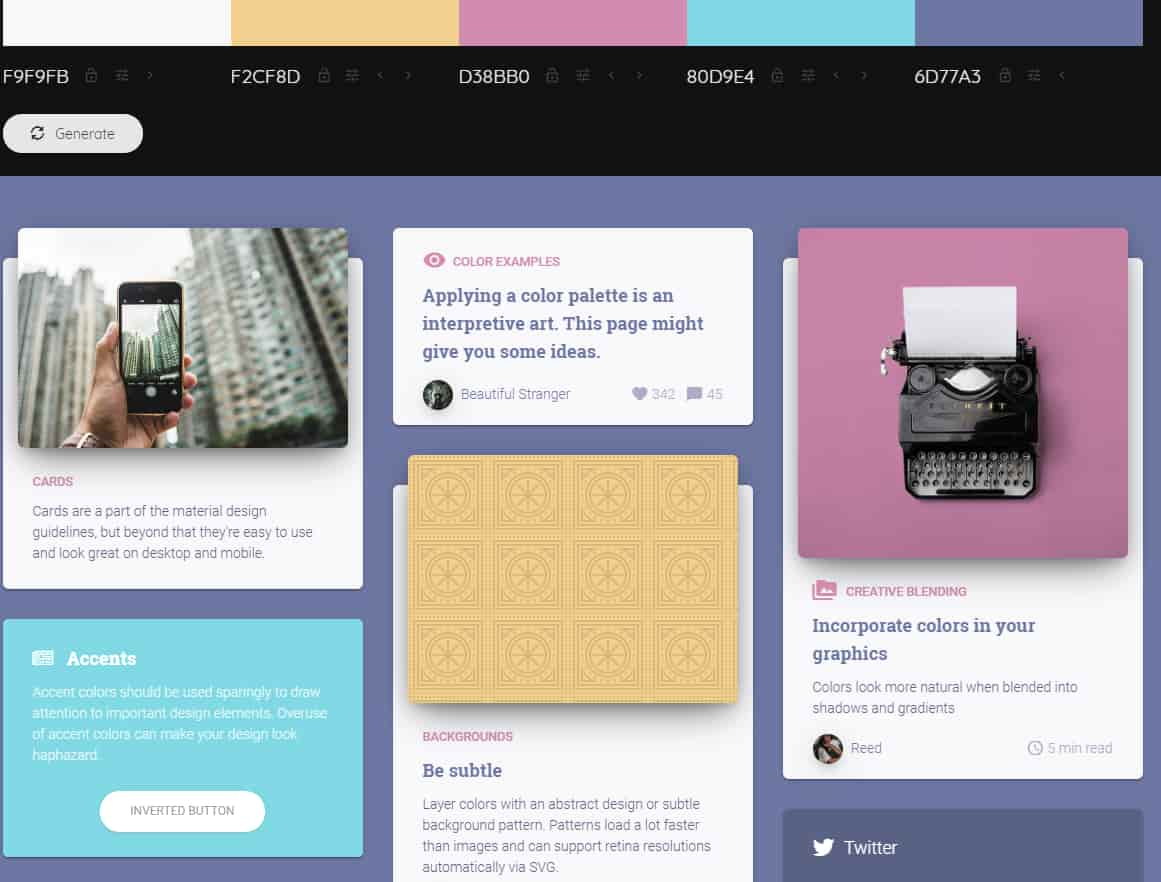 F9F9FB
F2CF8D
D38BB0
80D9E4
6D77A3
Generate
CARDS
Cards are a part of the material design
guidelines, but beyond that they're easy to use
and look great on desktop and mobile.
Accents
Accent colors should be used sparingly to draw
attention to important design elements. Overuse
of accent colors can make your design look
haphazard.
INVERTED BUTTON
COLOR EXAMPLES
Applying a color palette is an
interpretive art. This page might
give you some ideas.
Beautiful Stranger
342
45
BACKGROUNDS
Be subtle
Layer colors with an abstract design or subtle
background pattern. Patterns load a lot faster
than images and can support retina resolutions
automatically via SVG.
CREATIVE BLENDING
Incorporate colors in your
graphics
Colors look more natural when blended into
shadows and gradients
Reed
5 min read
Twitter